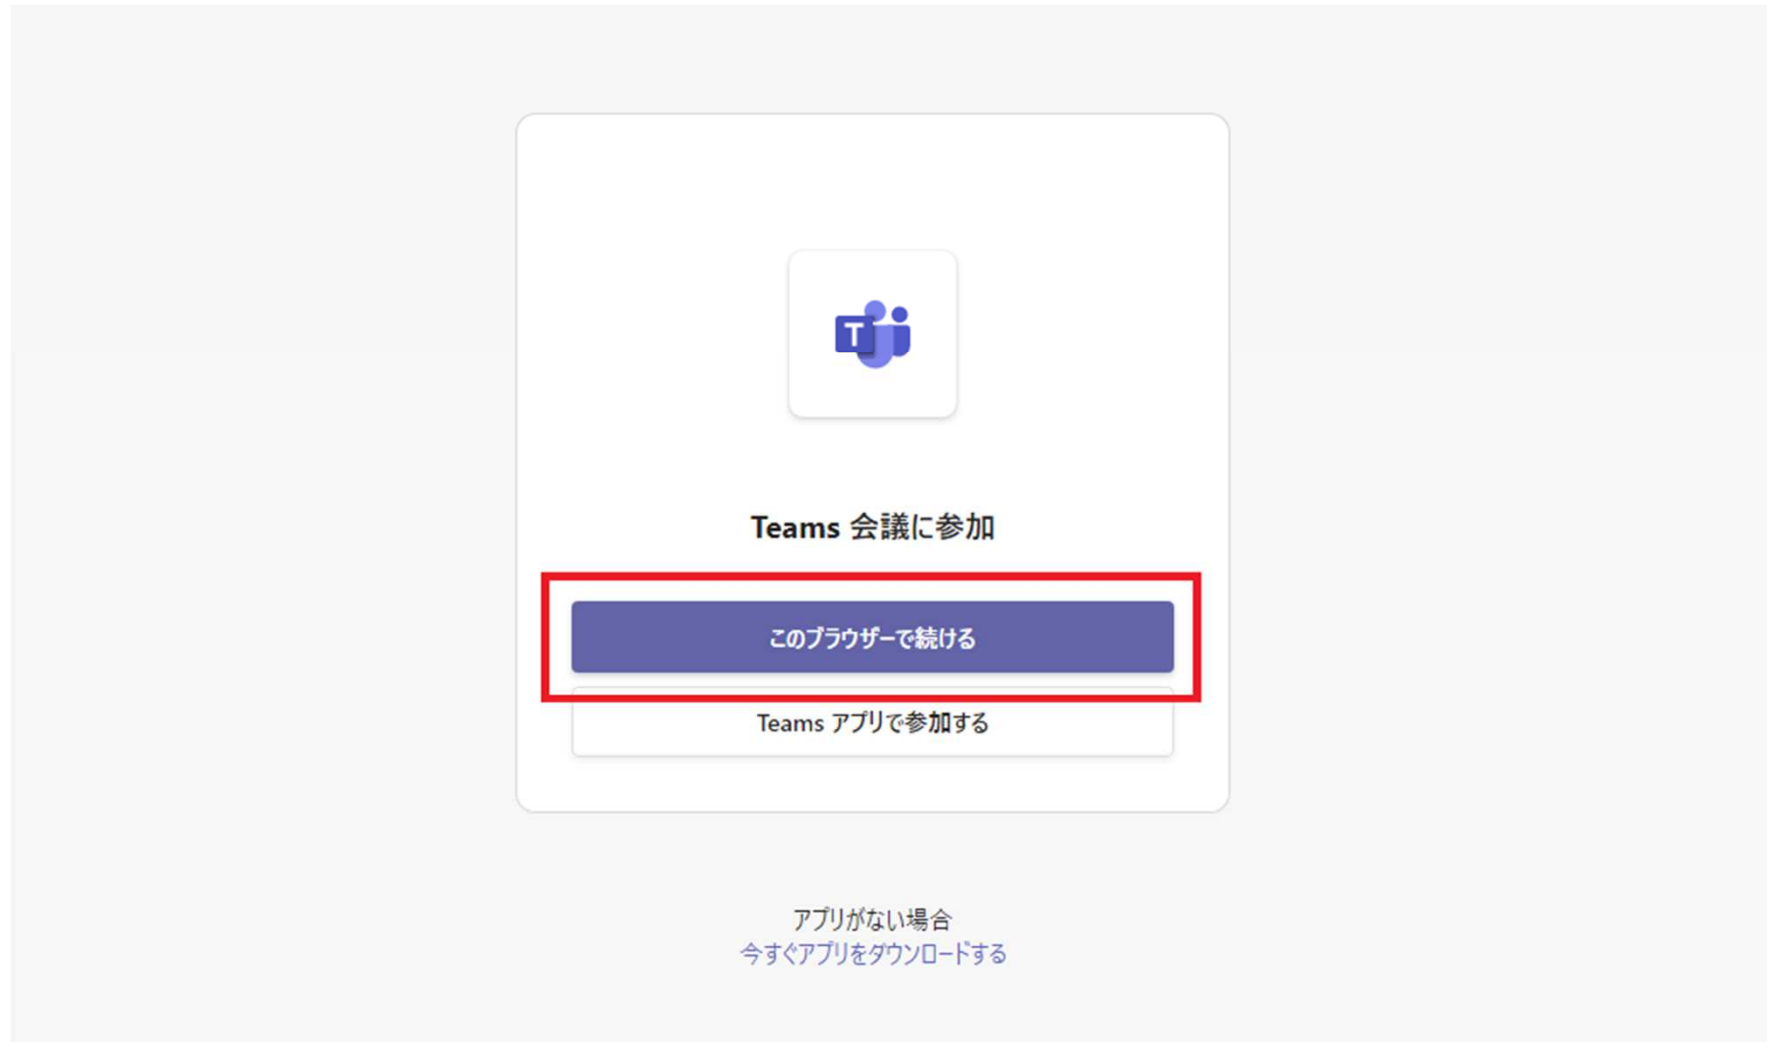 T
Teams 会議に参加
このブラウザーで続ける
Teams アプリで参加する
アプリがない場合
今すぐアプリをダウンロードする